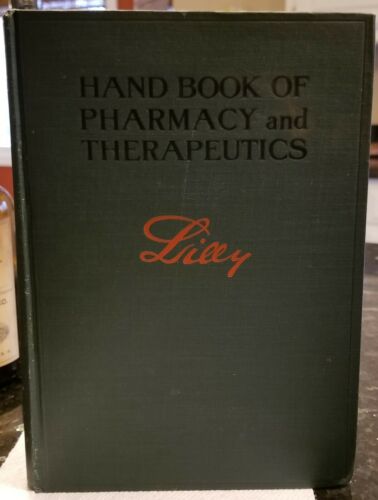 HAND BOOK OF
PHARMACY and
THERAPEUTICS
Lilly